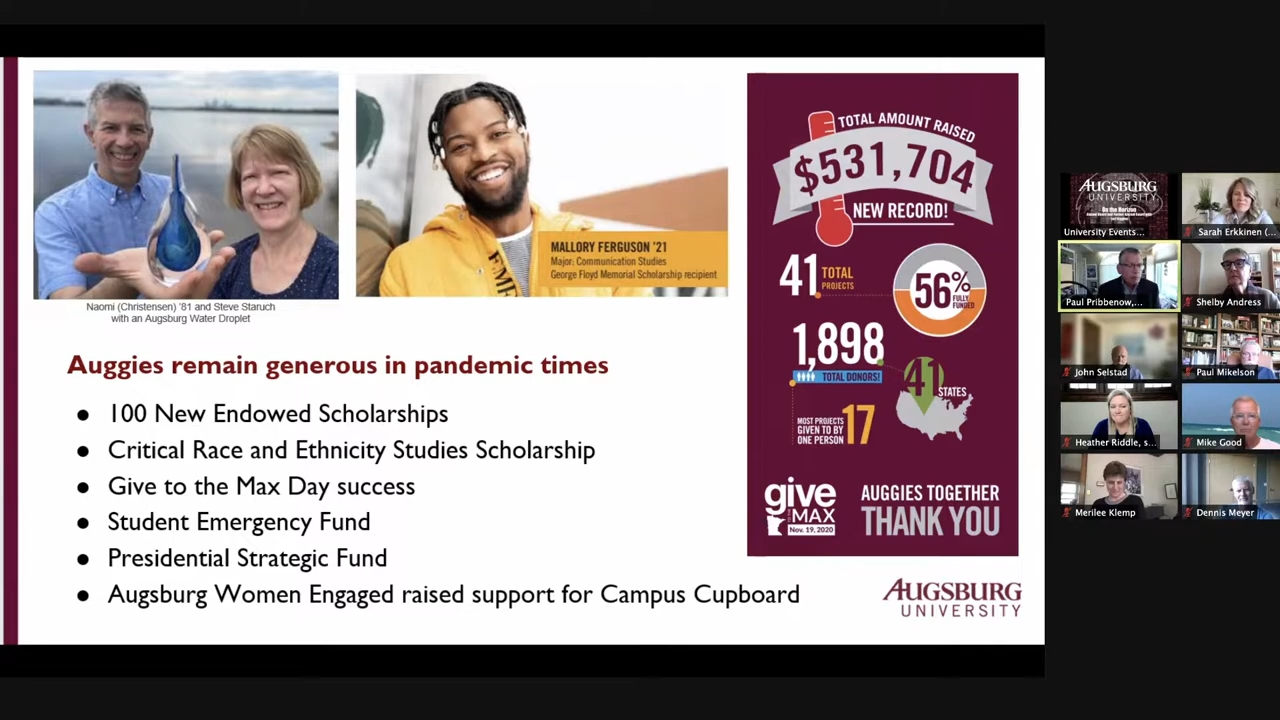 Naomi (Christensen) '81 and Steve Staruch
with an Augsburg Water Droplet
MALLORY FERGUSON '21
Major: Communication Studies
George Floyd Memorial Scholarship recipient
Auggies remain generous in pandemic times
● 100 New Endowed Scholarships
● Critical Race and Ethnicity Studies Scholarship
● Give to the Max Day success
● Student Emergency Fund
● Presidential Strategic Fund
● Augsburg Women Engaged raised support for Campus Cupboard
TOTAL AMOUNT RAISED
$531,704
NEW RECORD!
41 TOTAL
PROJECTS
56%
FULLY
FUNDED
1,898
TOTAL DONORS!
41
STATES
MOST PROJECTS
GIVEN TO BY
ONE PERSON 17
give
MAX
Nov. 19, 2020
AUGGIES TOGETHER
THANK YOU
AUGSBURG
UNIVERSITY
AUGSBURG
UNIVERSITY
On the Horizon
University Events...
Sarah Erkkinen (...
Paul Pribbenow,...
Shelby Andress
John Selstad
Paul Mikelson
Heather Riddle, s...
Mike Good
Merilee Klemp
Dennis Meyer